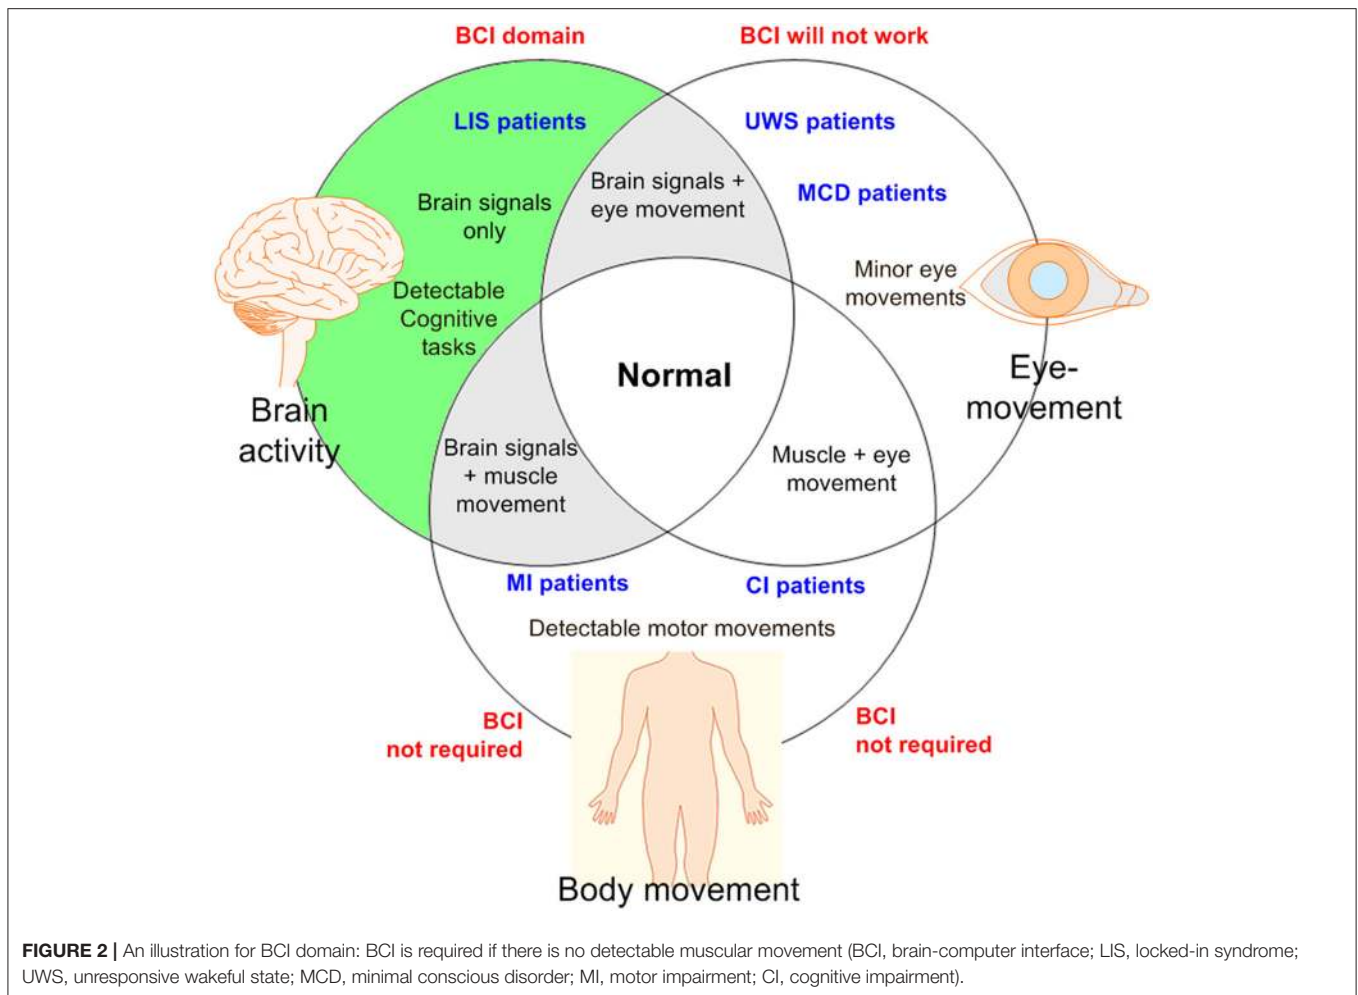 BCI domain
BCI will not work
LIS patients
UWS patients
Brain signals +
eye movement
MCD patients
Brain signals
only
Minor eye
movements
Detectable
Cognitive
tasks
Normal
Eye-
movement
Brain
activity
Brain signals
+ muscle
movement
Muscle + eye
movement
MI patients
CI patients
Detectable motor movements
BCI
not required
BCI
not required
Body movement
FIGURE 2 | An illustration for BCI domain: BCI is required if there is no detectable muscular movement (BCI, brain-computer interface; LIS, locked-in syndrome;
UWS, unresponsive wakeful state; MCD, minimal conscious disorder; MI, motor impairment; CI, cognitive impairment).